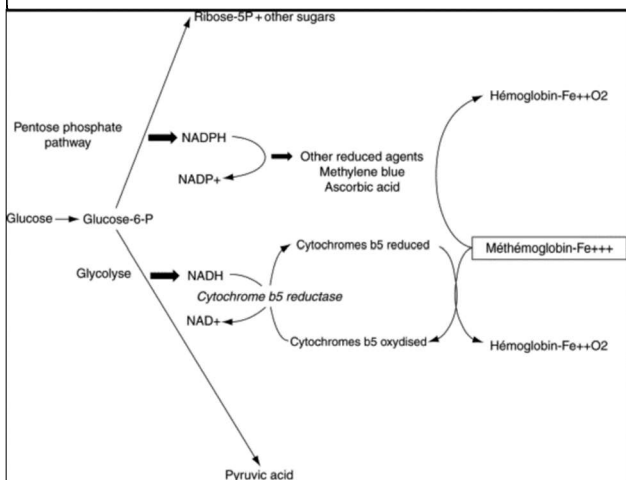 Ribose-5P + other sugars
Hémoglobin-Fe++O2
Pentose phosphate
pathway
NADPH
NADP+
Other reduced agents
Methylene blue
Ascorbic acid
Glucose
Glucose-6-P
Cytochromes b5 reduced
Méthémoglobin-Fe+++
Glycolyse
NADH
Cytochrome b5 reductase
NAD+
Cytochromes b5 oxydised
Hémoglobin-Fe++O2
Pyruvic acid